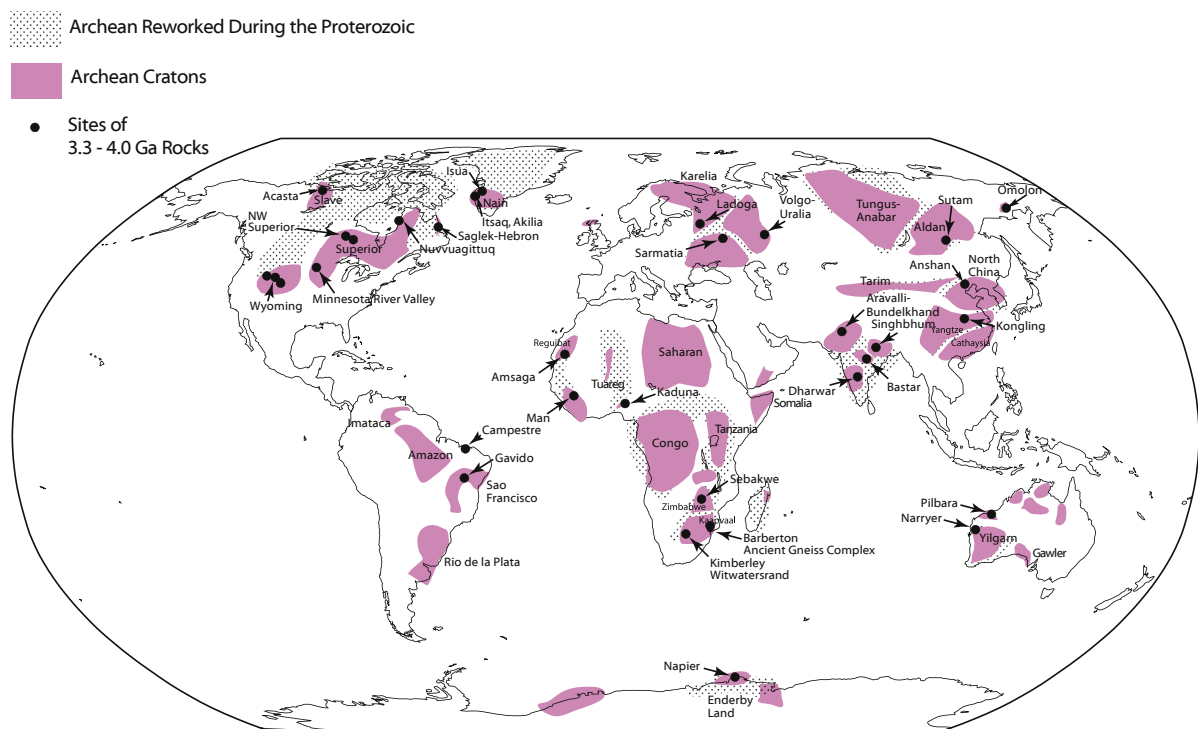 Archean Reworked During the Proterozoic
Archean Cratons
Sites of
3.3 - 4.0 Ga Rocks
Isua
Acasta
Slave
Nain
Itsaq, Akilia
Saglek-Hebron
NW
Superior
Superior
Nuvvuagittuq
Wyoming
Minnesota River Valley
Karelia
Ladoga
Volgo-
Uralia
Sarmatia
Tungus-
Anabar
Omolon
Sutam
Aldan
Anshan
North
China
Tarim
Aravalli-
Bundelkhand
Singhbhum
Yangtze
Kongling
Cathaysia
Dharwar
Bastar
Reguibat
Amsaga
Tuareg
Saharan
Man
Kaduna
Somalia
Congo
Tanzania
Sebakwe
Zimbabwe
Kaapvaal
Barberton
Ancient Gneiss Complex
Kimberley
Witwatersrand
Imataca
Campestre
Amazon
Gavido
Sao
Francisco
Rio de la Plata
Pilbara
Narryer
Yilgarn
Gawler
Napier
Enderby
Land